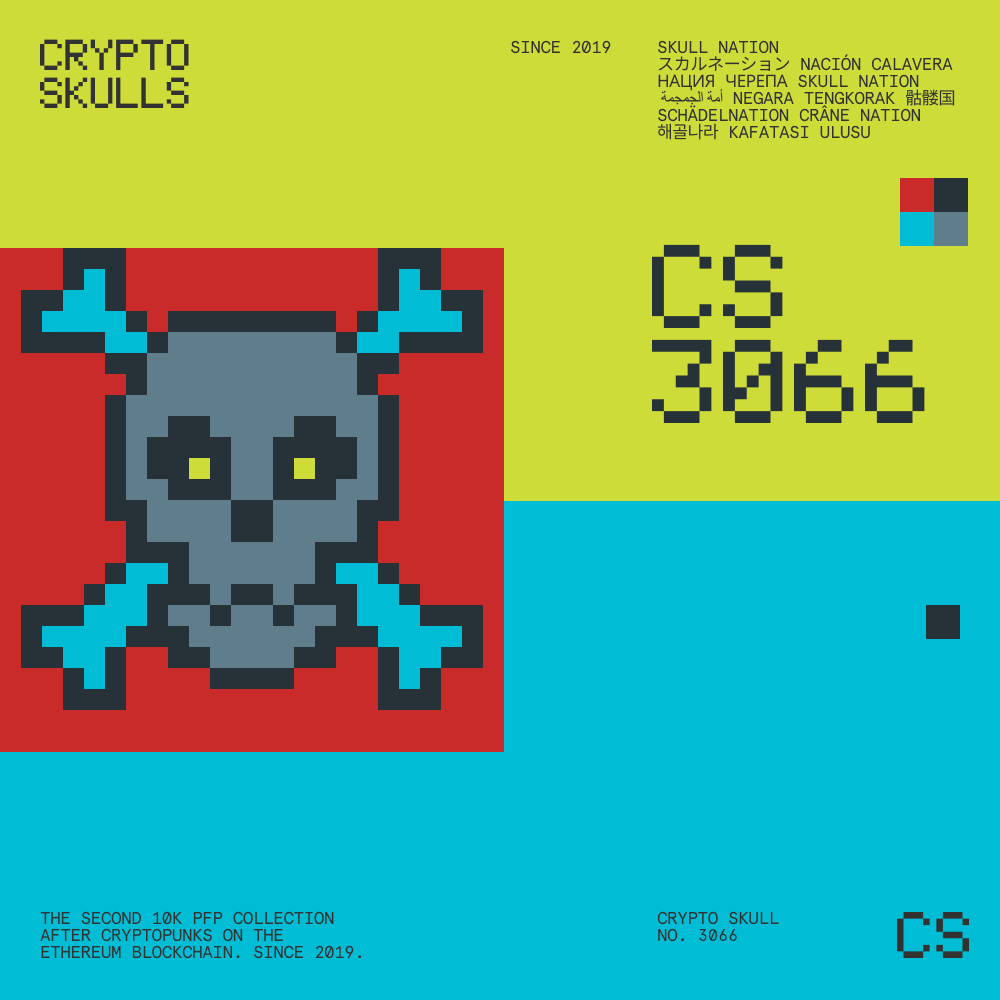 CRYPTO
SKULLS
SINCE 2019
SKULL NATION
スカルネーション NACIÓN CALAVERA
НАЦИЯ ЧЕРЕПА SKULL NATION
أمة الجمجمة NEGARA TENGKORAK 骷髅国
SCHÄDELNATION CRÂNE NATION
해골나라 KAFATASI ULUSU
CS
3066
THE SECOND 10K PFP COLLECTION
AFTER CRYPTOPUNKS ON THE
ETHEREUM BLOCKCHAIN. SINCE 2019.
CRYPTO SKULL
NO. 3066
CS